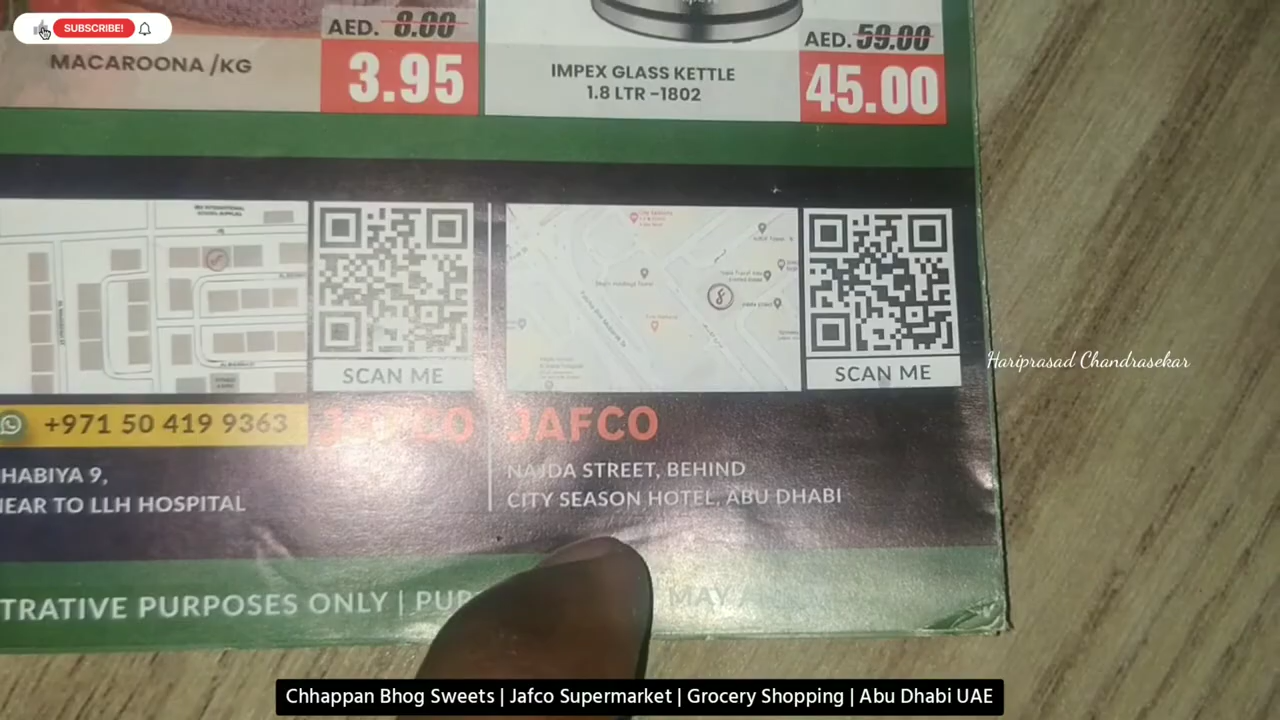 SUBSCRIBE!
AED. 8.00
3.95
MACAROONA /KG
AED. 59.00
45.00
IMPEX GLASS KETTLE
1.8 LTR -1802
SCAN ME
SCAN ME
+971 50 419 9363
JAFCO
JAFCO
HABIYA 9,
EAR TO LLH HOSPITAL
NAJDA STREET, BEHIND
CITY SEASON HOTEL, ABU DHABI
TRATIVE PURPOSES ONLY | PUR
MAY
Hariprasad Chandrasekar
Chhappan Bhog Sweets | Jafco Supermarket | Grocery Shopping | Abu Dhabi UAE